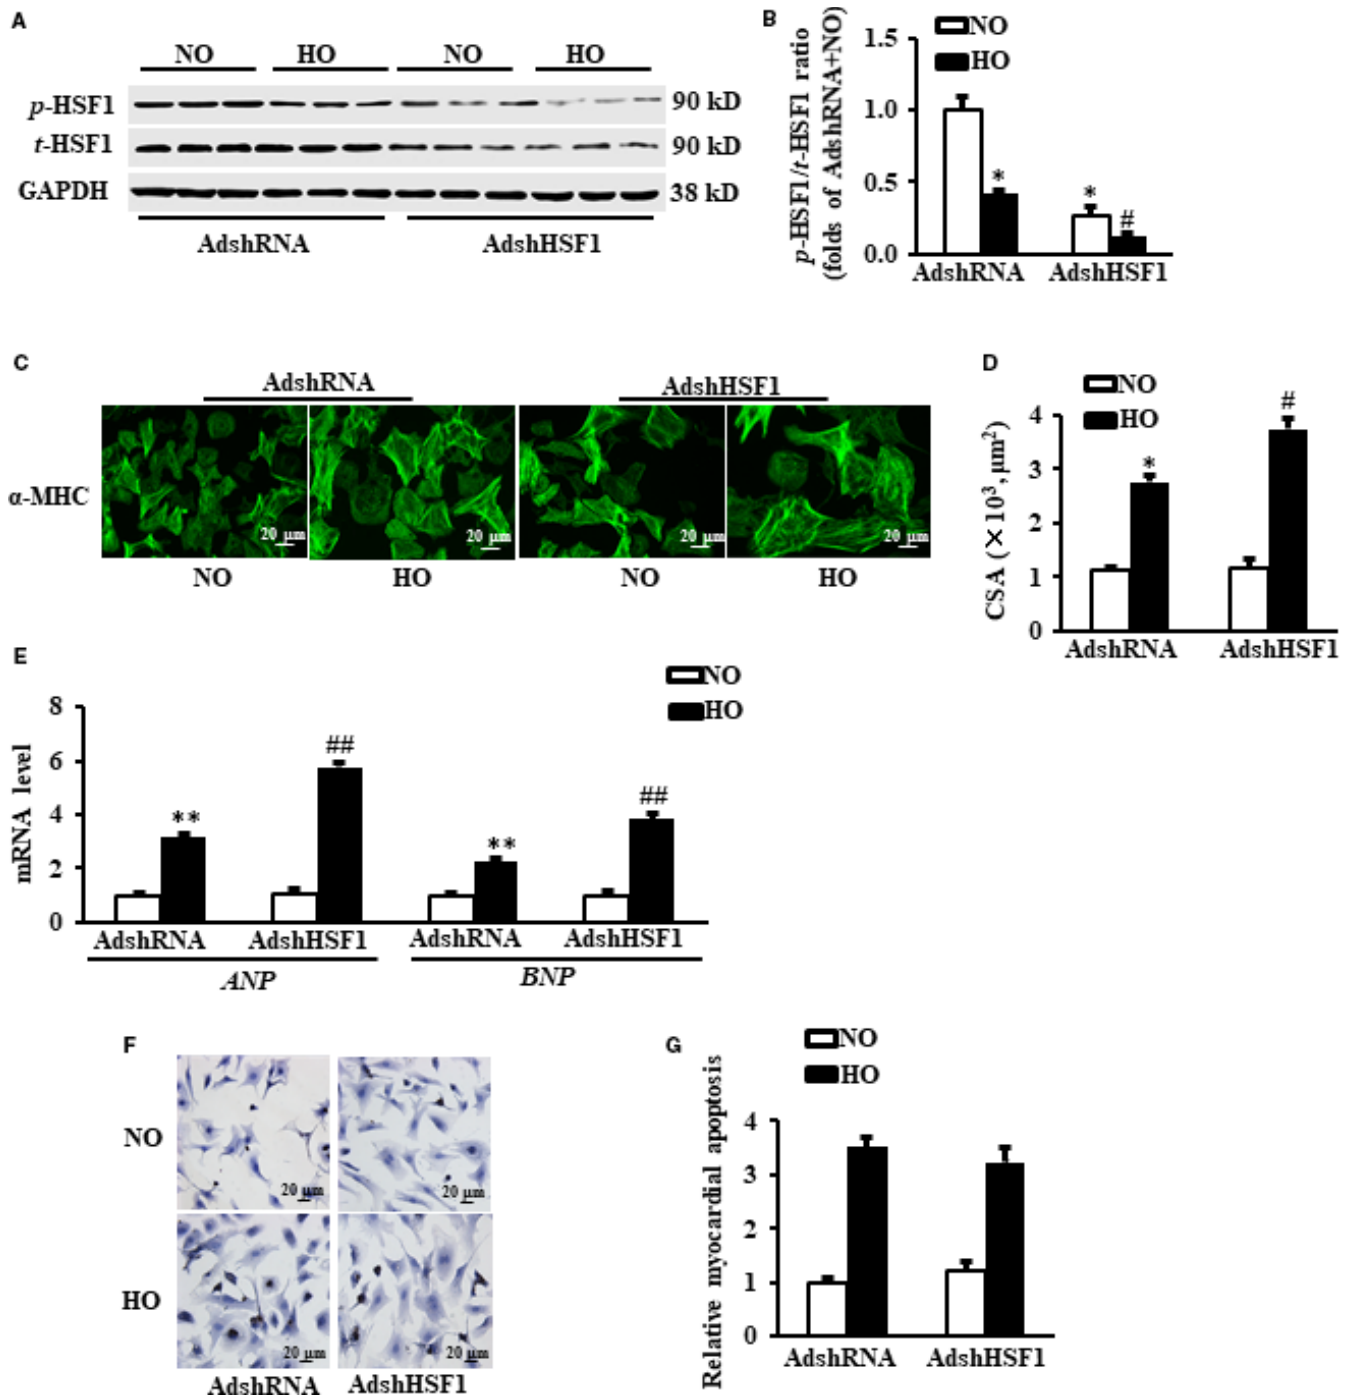 A
NO HO NO HO
p-HSF1 90 kD
t-HSF1 90 kD
GAPDH 38 kD
AdshRNA AdshHSF1
B
p-HSF1/t-HSF1 ratio
(folds of AdshRNA+NO)
NO
HO
1.5
1.0
0.5
0.0
*
*
#
AdshRNA AdshHSF1
C
AdshRNA AdshHSF1
α-MHC
20 μm 20 μm 20 μm 20 μm
NO HO NO HO
D
NO
HO
CSA (×10³, μm²)
4
3
2
1
0
*
#
AdshRNA AdshHSF1
E
NO
HO
mRNA level
8
6
4
2
0
**
##
**
##
AdshRNA AdshHSF1 AdshRNA AdshHSF1
ANP BNP
F
NO
20 μm 20 μm
HO
20 μm 20 μm
AdshRNA AdshHSF1
G
NO
HO
Relative myocardial apoptosis
4
3
2
1
0
AdshRNA AdshHSF1